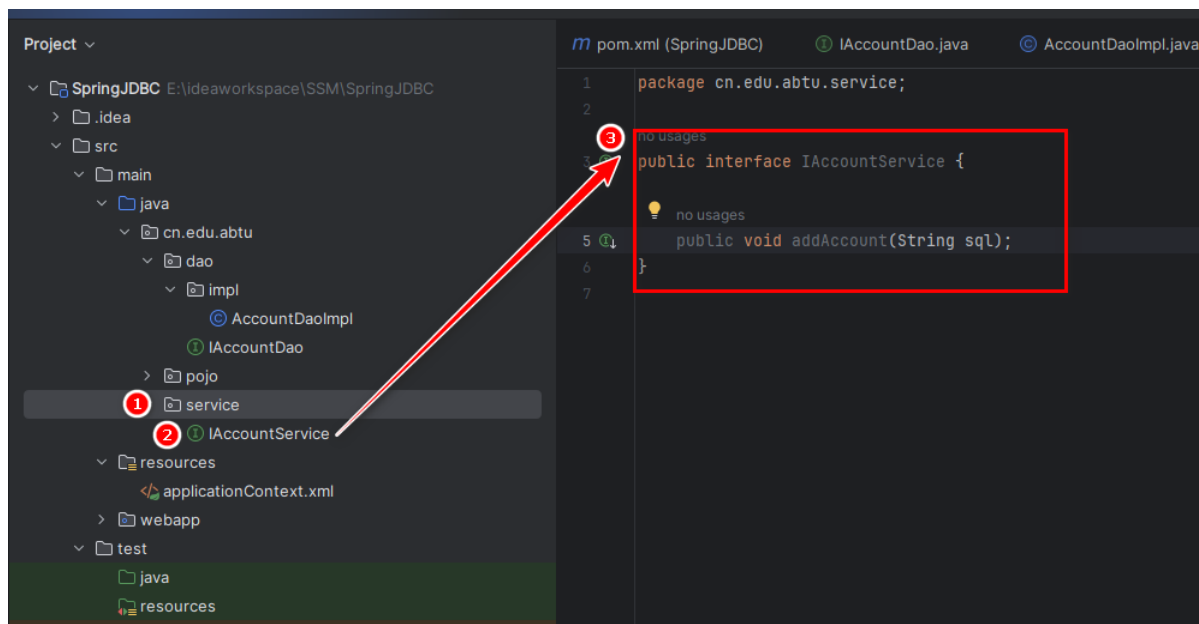 Project
SpringJDBC E:\ideaworkspace\SSM\SpringJDBC
.idea
src
main
java
cn.edu.abtu
dao
impl
AccountDaoImpl
IAccountDao
pojo
1 service
2 IAccountService
resources
applicationContext.xml
webapp
test
java
resources
m pom.xml (SpringJDBC) IAccountDao.java AccountDaoImpl.java
1 package cn.edu.abtu.service;
2
3 no usages
3 public interface IAccountService {
no usages
5 public void addAccount(String sql);
6 }
7